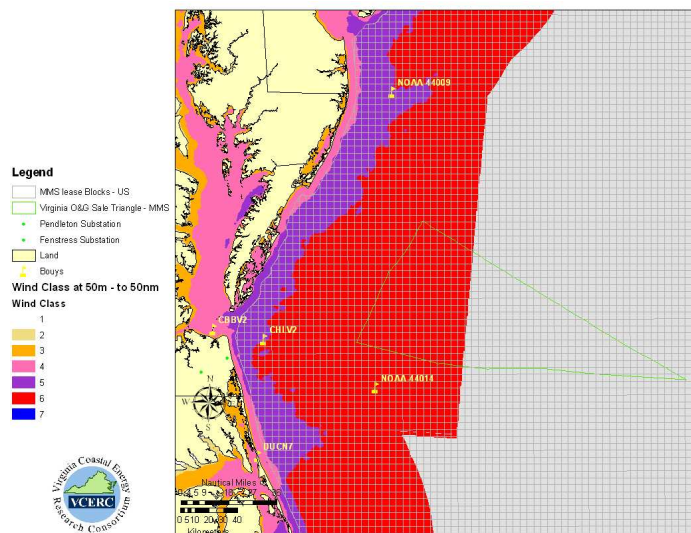 NOAA 44009
Legend
MMS lease Blocks - US
Virginia O&G Sale Triangle - MMS
Pendleton Substation
Fenstress Substation
Land
Bouys
Wind Class at 50m - to 50nm
Wind Class
1
2
3
4
5
6
7
CBBV2
CHLV2
NOAA 44014
N
W
E
S
DUCN7
Nautical Miles
Kilometers
Virginia Coastal Energy
VCERC
Research Consortium